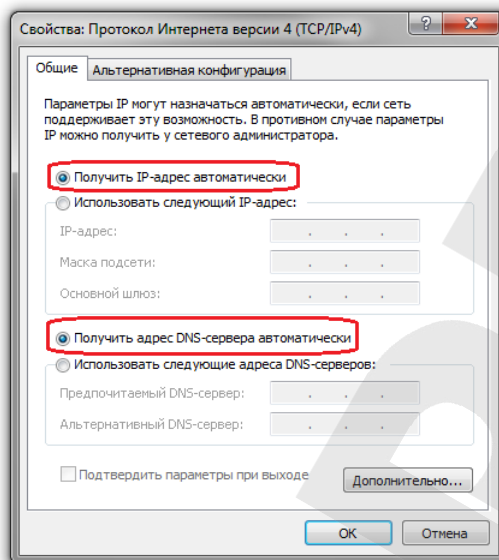 Свойства: Протокол Интернета версии 4 (TCP/IPv4)
Общие
Альтернативная конфигурация
Параметры IP могут назначаться автоматически, если сеть
поддерживает эту возможность. В противном случае параметры
IP можно получить у сетевого администратора.
Получить IP-адрес автоматически
Использовать следующий IP-адрес:
IP-адрес:
Маска подсети:
Основной шлюз:
Получить адрес DNS-сервера автоматически
Использовать следующие адреса DNS-серверов:
Предпочитаемый DNS-сервер:
Альтернативный DNS-сервер:
Подтвердить параметры при выходе
Дополнительно...
ОК
Отмена